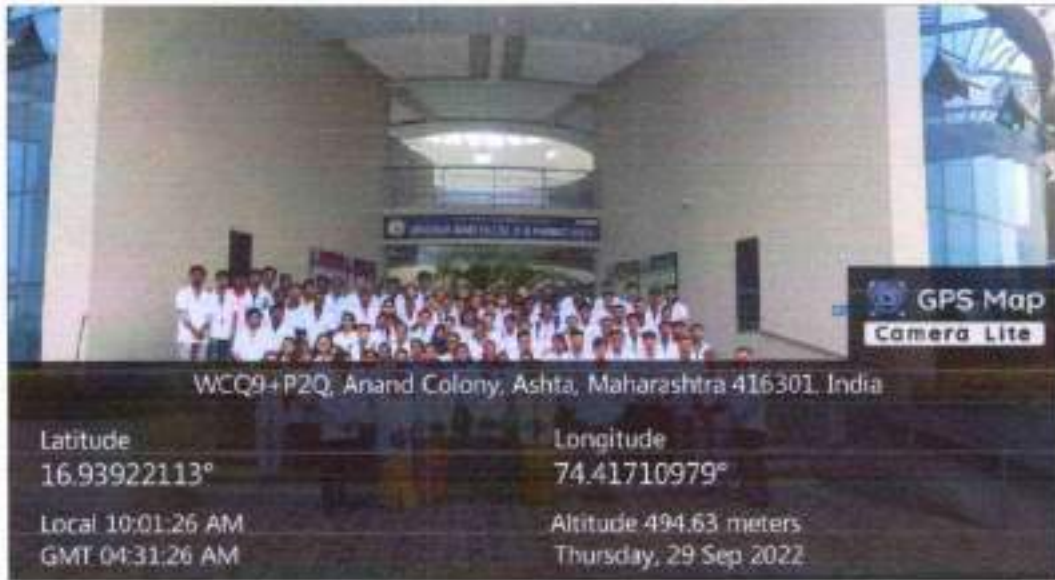 GPS Map
Camera Lite
WCQ9+P2Q, Anand Colony, Ashta, Maharashtra 416301, India
Latitude
16.93922113°
Longitude
74.41710979°
Local 10:01:26 AM
GMT 04:31:26 AM
Altitude 494.63 meters
Thursday, 29 Sep 2022